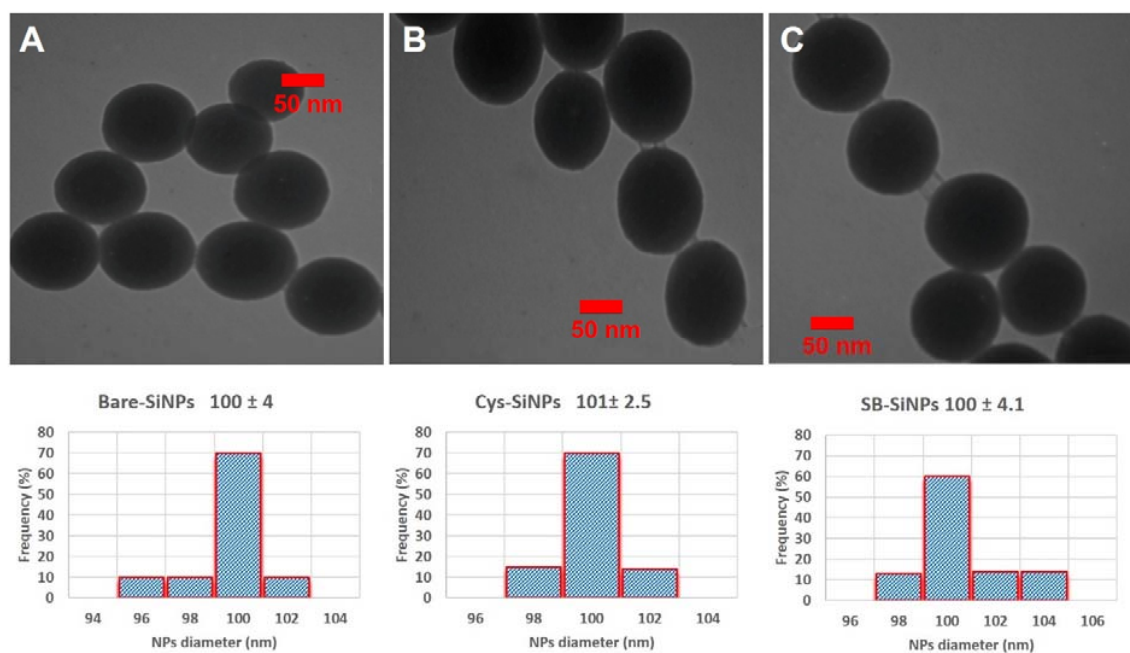 A
50 nm
B
50 nm
C
50 nm
Bare-SiNPs 100 ± 4
Frequency (%)
80
70
60
50
40
30
20
10
0
94 96 98 100 102 104
NPs diameter (nm)
Cys-SiNPs 101± 2.5
Frequency (%)
80
70
60
50
40
30
20
10
0
96 98 100 102 104
NPs diameter (nm)
SB-SiNPs 100 ± 4.1
Frequency (%)
80
70
60
50
40
30
20
10
0
96 98 100 102 104 106
NPs diameter (nm)